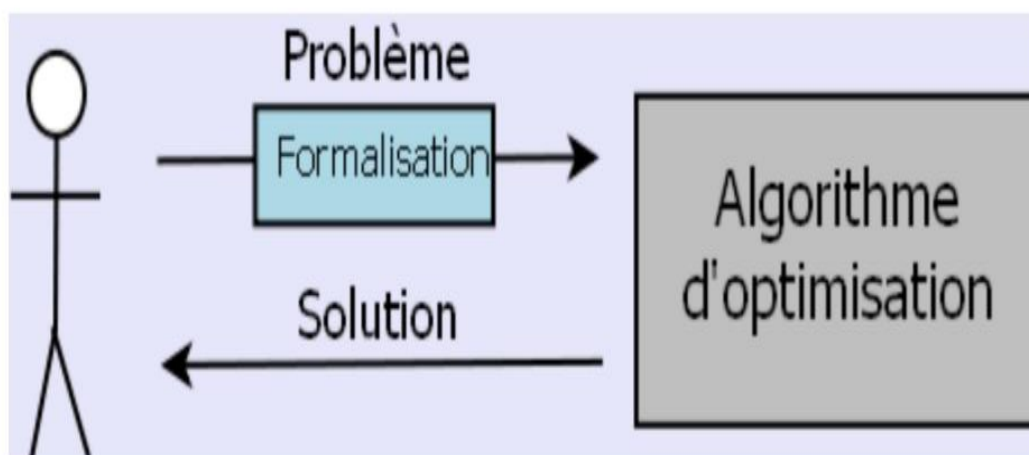 Problème
Formalisation
Algorithme
d'optimisation
Solution